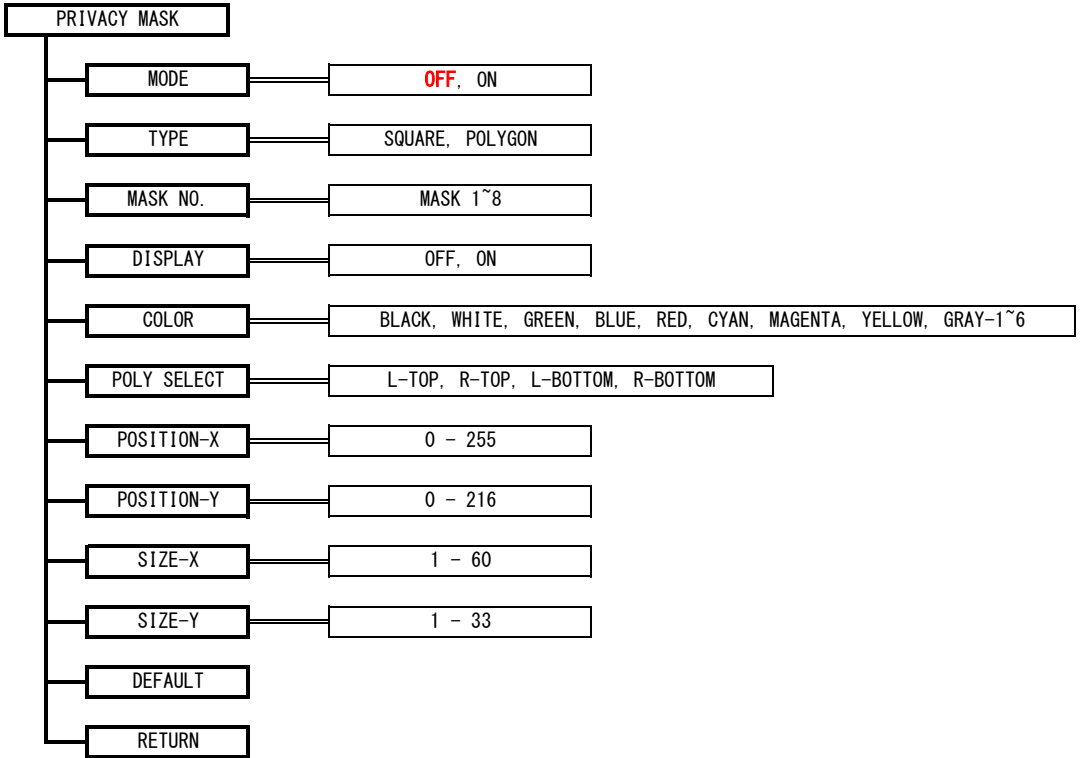 PRIVACY MASK
MODE OFF, ON
TYPE SQUARE, POLYGON
MASK NO. MASK 1~8
DISPLAY OFF, ON
COLOR BLACK, WHITE, GREEN, BLUE, RED, CYAN, MAGENTA, YELLOW, GRAY-1~6
POLY SELECT L-TOP, R-TOP, L-BOTTOM, R-BOTTOM
POSITION-X 0 - 255
POSITION-Y 0 - 216
SIZE-X 1 - 60
SIZE-Y 1 - 33
DEFAULT
RETURN